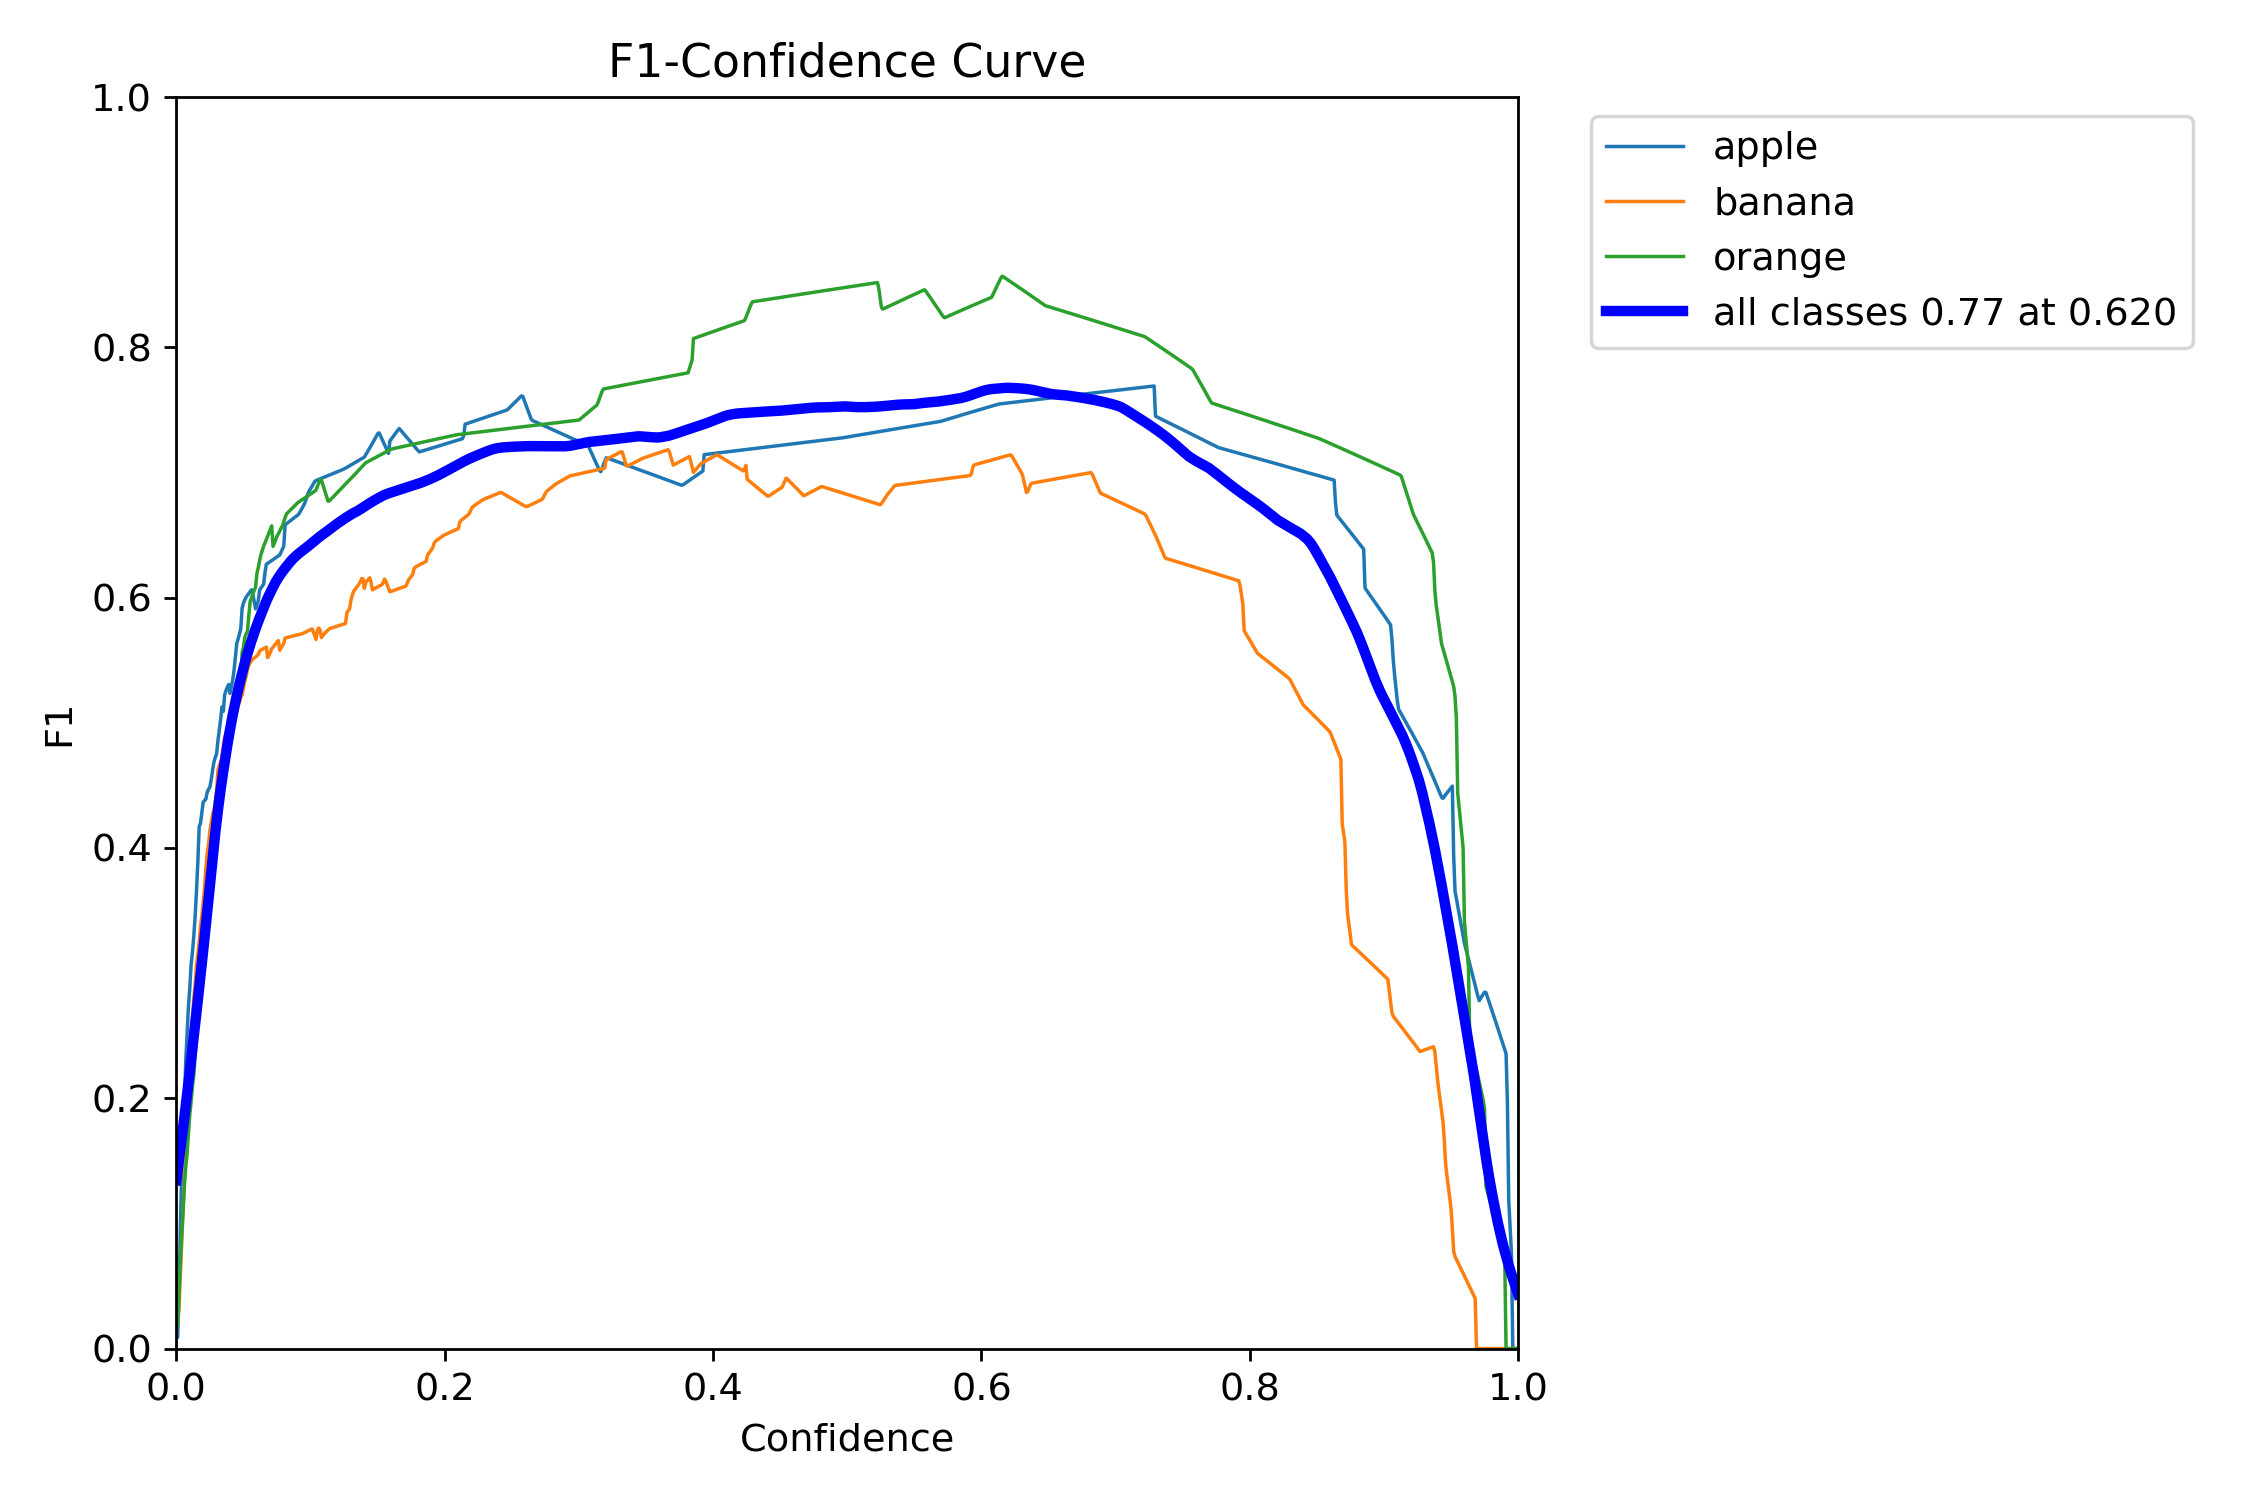 F1-Confidence Curve
1.0
0.8
0.6
0.4
0.2
0.0
F1
0.0 0.2 0.4 0.6 0.8 1.0
Confidence
apple
banana
orange
all classes 0.77 at 0.620